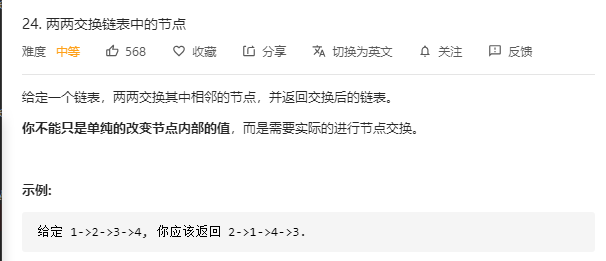 24. 两两交换链表中的节点
难度 中等 568 收藏 分享 切换为英文 关注 反馈
给定一个链表，两两交换其中相邻的节点，并返回交换后的链表。
你不能只是单纯的改变节点内部的值，而是需要实际的进行节点交换。
示例:
给定 1->2->3->4, 你应该返回 2->1->4->3.